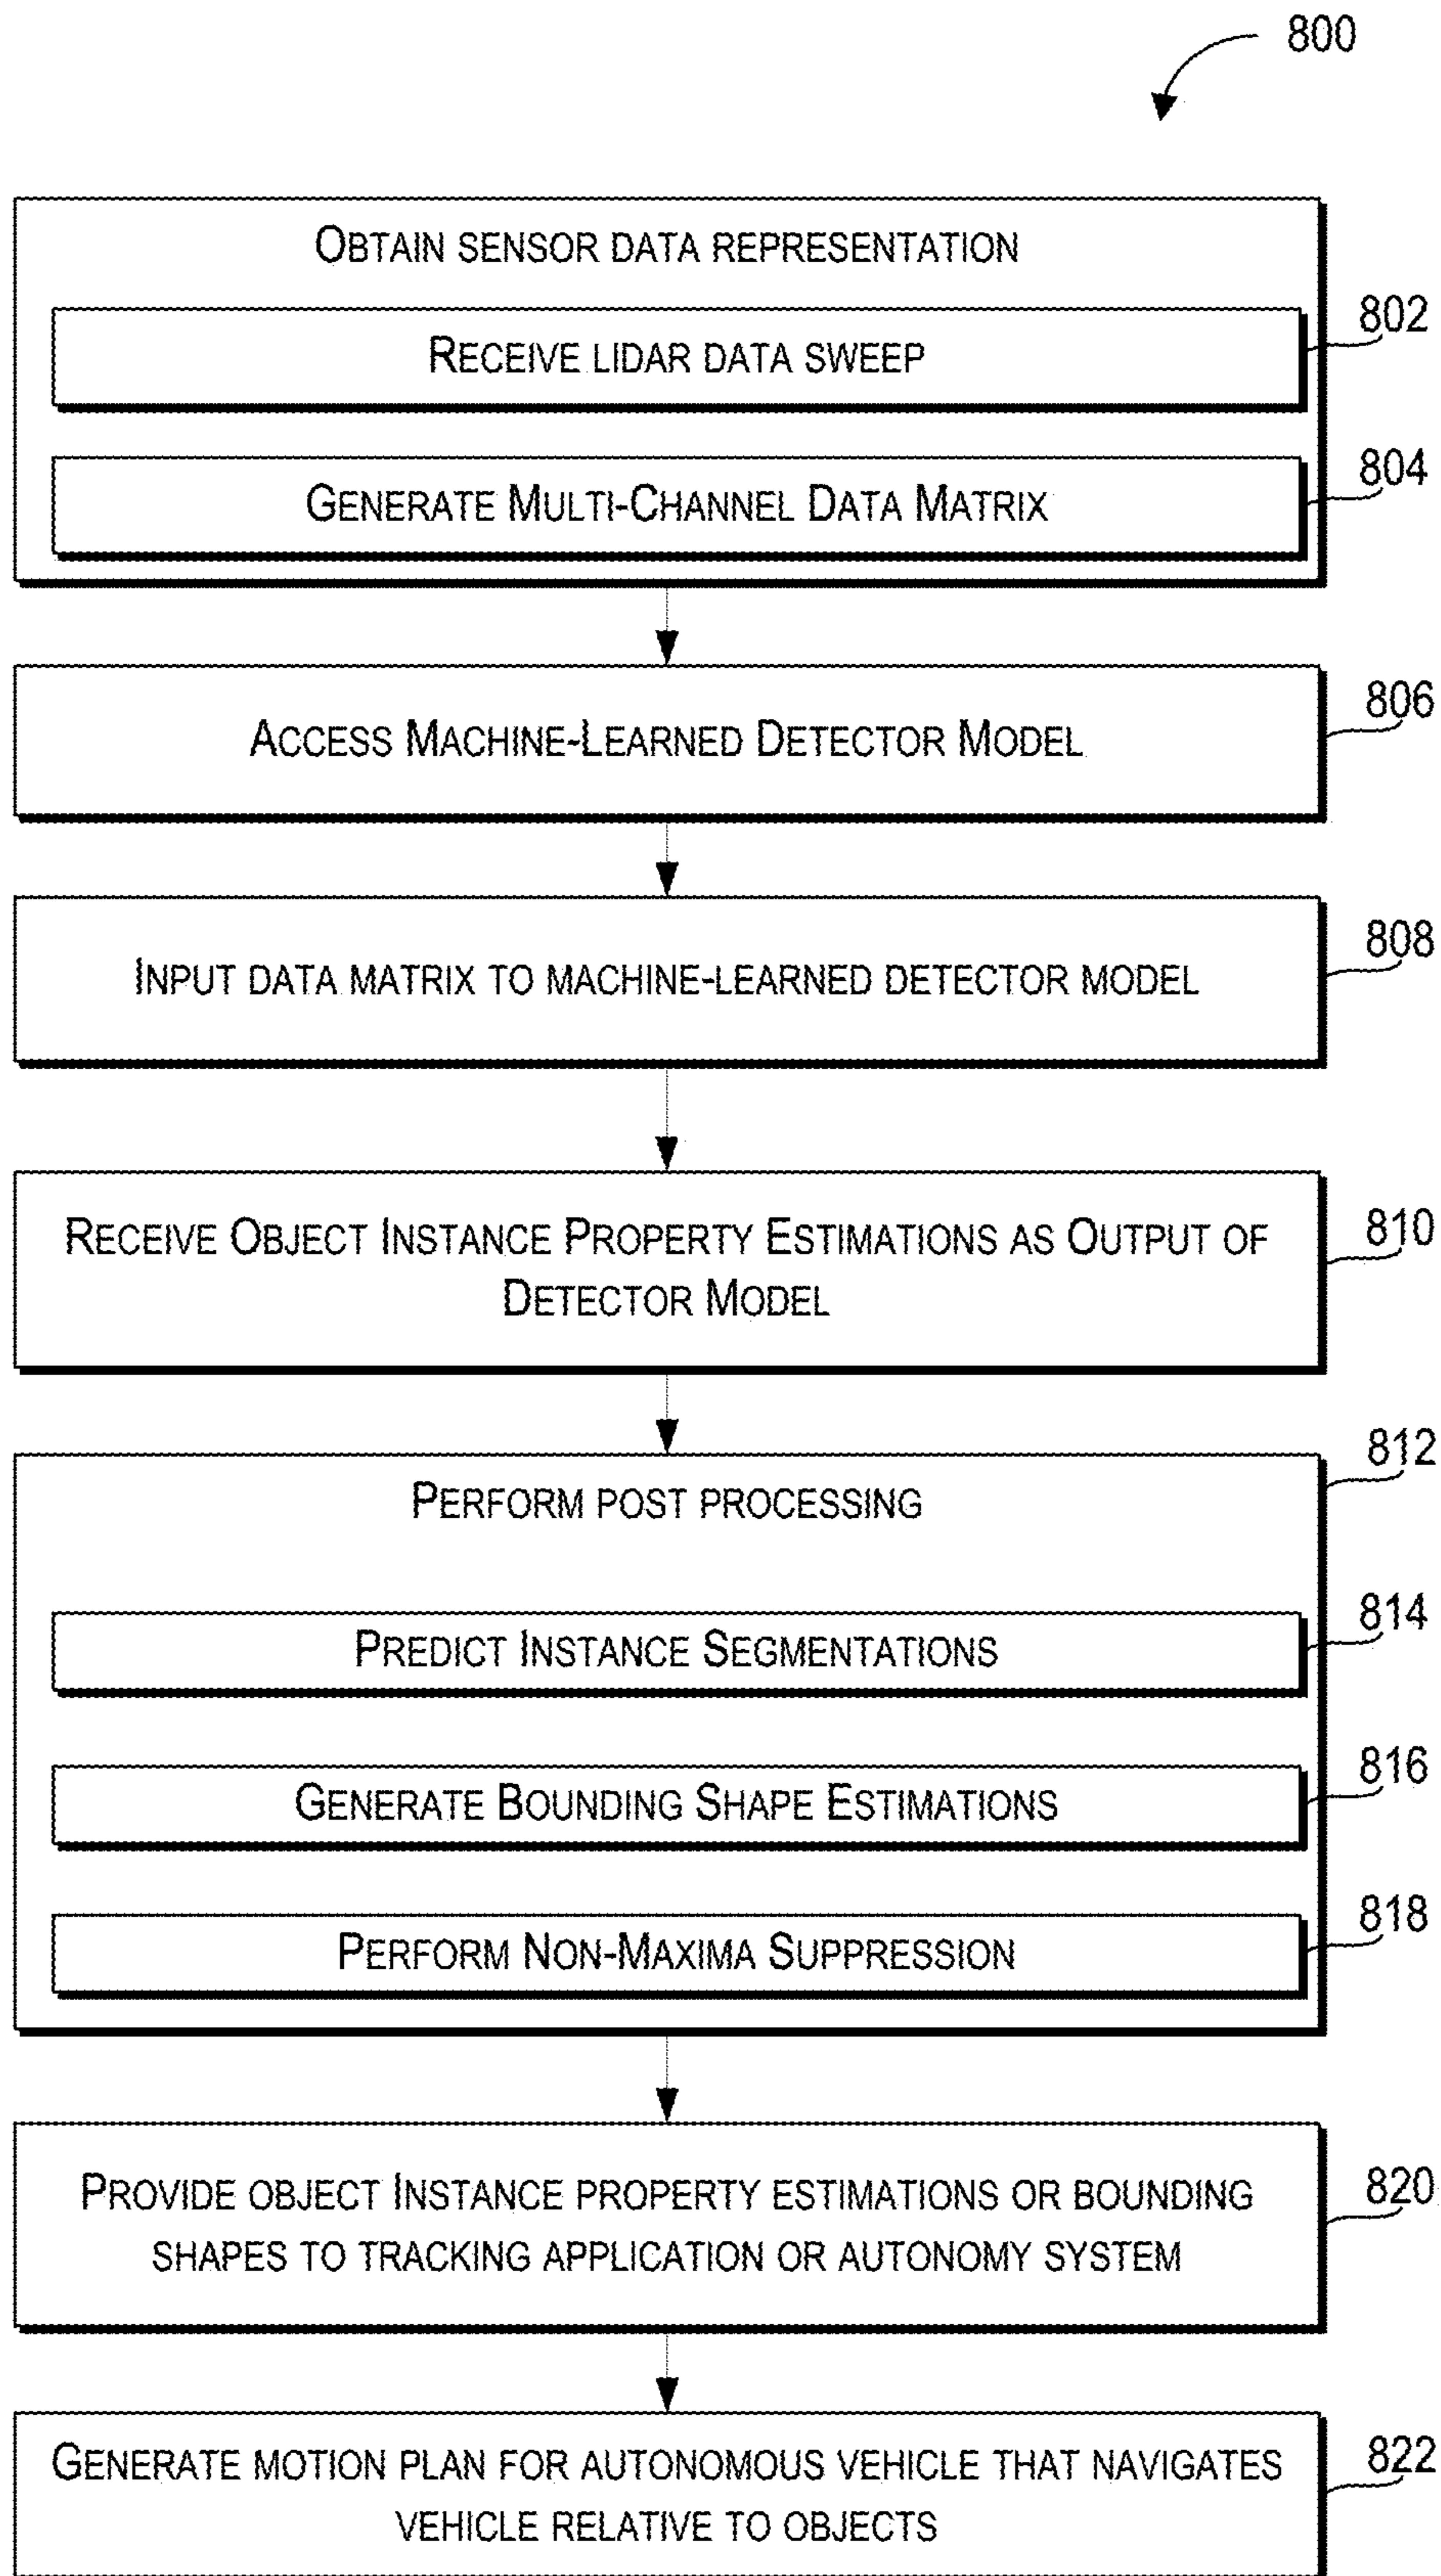 800
OBTAIN SENSOR DATA REPRESENTATION
802
RECEIVE LIDAR DATA SWEEP
804
GENERATE MULTI-CHANNEL DATA MATRIX
806
ACCESS MACHINE-LEARNED DETECTOR MODEL
808
INPUT DATA MATRIX TO MACHINE-LEARNED DETECTOR MODEL
810
RECEIVE OBJECT INSTANCE PROPERTY ESTIMATIONS AS OUTPUT OF
DETECTOR MODEL
812
PERFORM POST PROCESSING
814
PREDICT INSTANCE SEGMENTATIONS
816
GENERATE BOUNDING SHAPE ESTIMATIONS
818
PERFORM NON-MAXIMA SUPPRESSION
820
PROVIDE OBJECT INSTANCE PROPERTY ESTIMATIONS OR BOUNDING
SHAPES TO TRACKING APPLICATION OR AUTONOMY SYSTEM
822
GENERATE MOTION PLAN FOR AUTONOMOUS VEHICLE THAT NAVIGATES
VEHICLE RELATIVE TO OBJECTS